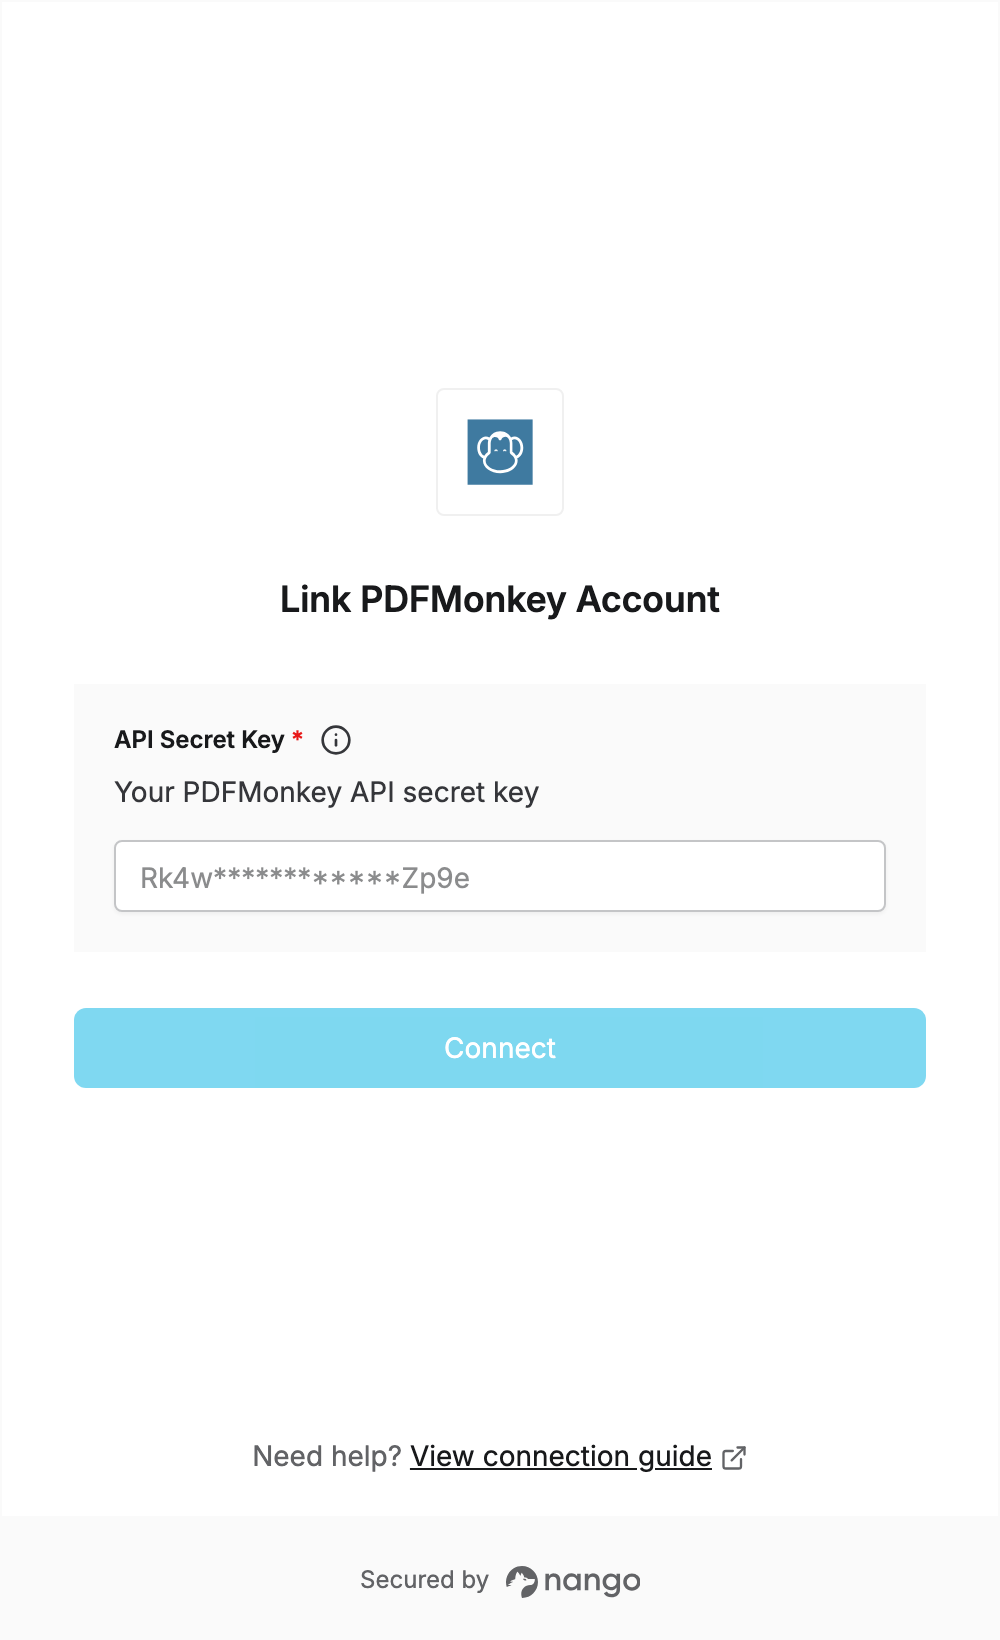 Link PDFMonkey Account
API Secret Key *
Your PDFMonkey API secret key
Rk4w************Zp9e
Connect
Need help? View connection guide
Secured by nango